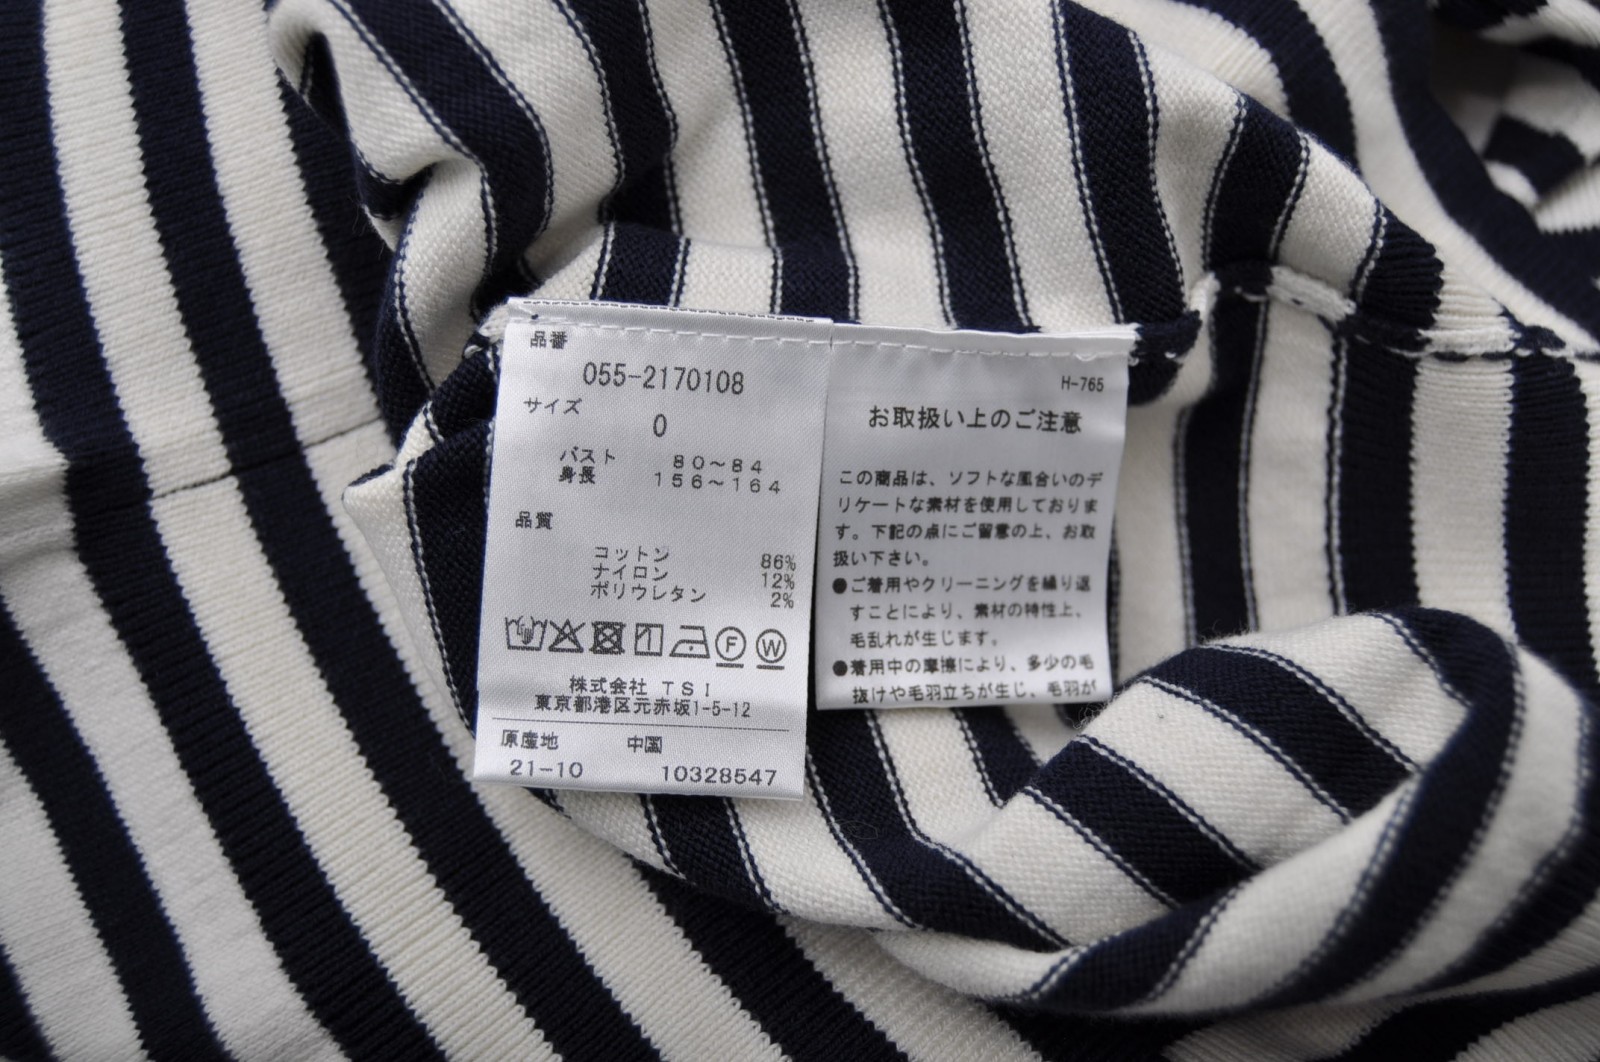 品番
055-2170108
サイズ
0
バスト 80~84
身長 156~164
品質
コットン 86%
ナイロン 12%
ポリウレタン 2%
F W
株式会社 TSI
東京都港区元赤坂1-5-12
原産地 中国
21-10 10328547
H-765
お取扱い上のご注意
この商品は、ソフトな風合いのデ
リケートな素材を使用しておりま
す。下記の点にご留意の上、お取
扱い下さい。
●ご着用やクリーニングを繰り返
すことにより、素材の特性上、
毛乱れが生じます。
●着用中の摩擦により、多少の毛
抜けや毛羽立ちが生じ、毛羽が